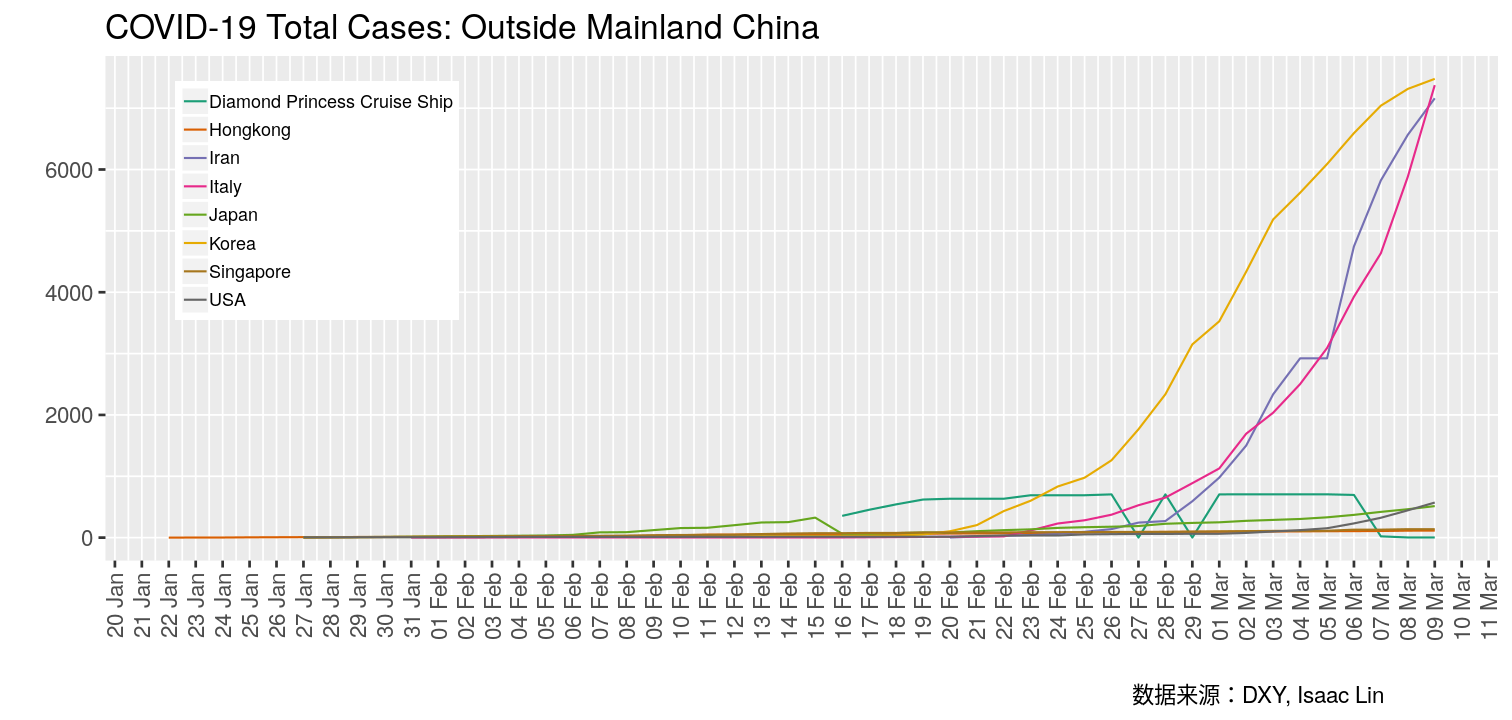 COVID-19 Total Cases: Outside Mainland China
Diamond Princess Cruise Ship
Hongkong
Iran
Italy
Japan
Korea
Singapore
USA
6000
4000
2000
0
20 Jan
21 Jan
22 Jan
23 Jan
24 Jan
25 Jan
26 Jan
27 Jan
28 Jan
29 Jan
30 Jan
31 Jan
01 Feb
02 Feb
03 Feb
04 Feb
05 Feb
06 Feb
07 Feb
08 Feb
09 Feb
10 Feb
11 Feb
12 Feb
13 Feb
14 Feb
15 Feb
16 Feb
17 Feb
18 Feb
19 Feb
20 Feb
21 Feb
22 Feb
23 Feb
24 Feb
25 Feb
26 Feb
27 Feb
28 Feb
29 Feb
01 Mar
02 Mar
03 Mar
04 Mar
05 Mar
06 Mar
07 Mar
08 Mar
09 Mar
10 Mar
11 Mar
数据来源：DXY, Isaac Lin